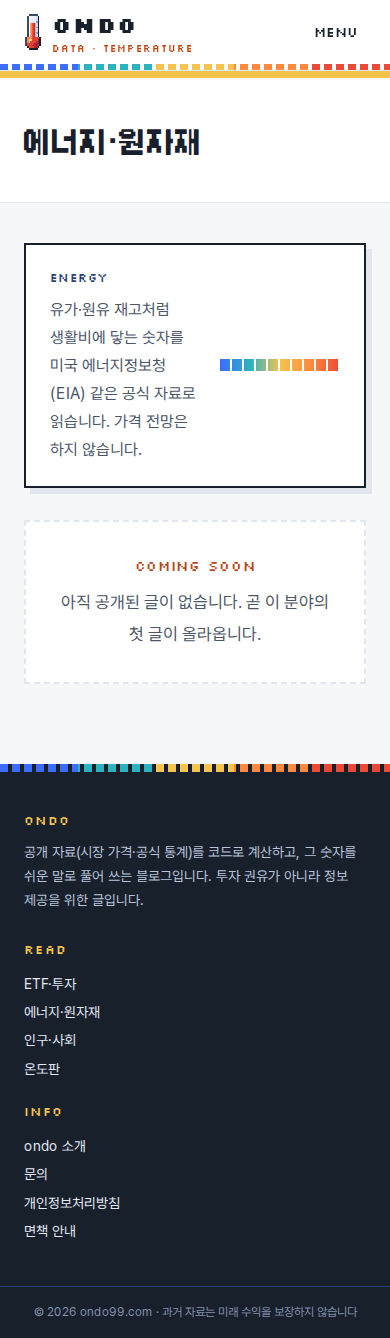 ONDO
DATA · TEMPERATURE
MENU
에너지·원자재
ENERGY
유가·원유 재고처럼
생활비에 닿는 숫자를
미국 에너지정보청
(EIA) 같은 공식 자료로
읽습니다. 가격 전망은
하지 않습니다.
COMING SOON
아직 공개된 글이 없습니다. 곧 이 분야의
첫 글이 올라옵니다.
ONDO
공개 자료(시장 가격·공식 통계)를 코드로 계산하고, 그 숫자를
쉬운 말로 풀어 쓰는 블로그입니다. 투자 권유가 아니라 정보
제공을 위한 글입니다.
READ
ETF·투자
에너지·원자재
인구·사회
온도판
INFO
ondo 소개
문의
개인정보처리방침
면책 안내
© 2026 ondo99.com · 과거 자료는 미래 수익을 보장하지 않습니다